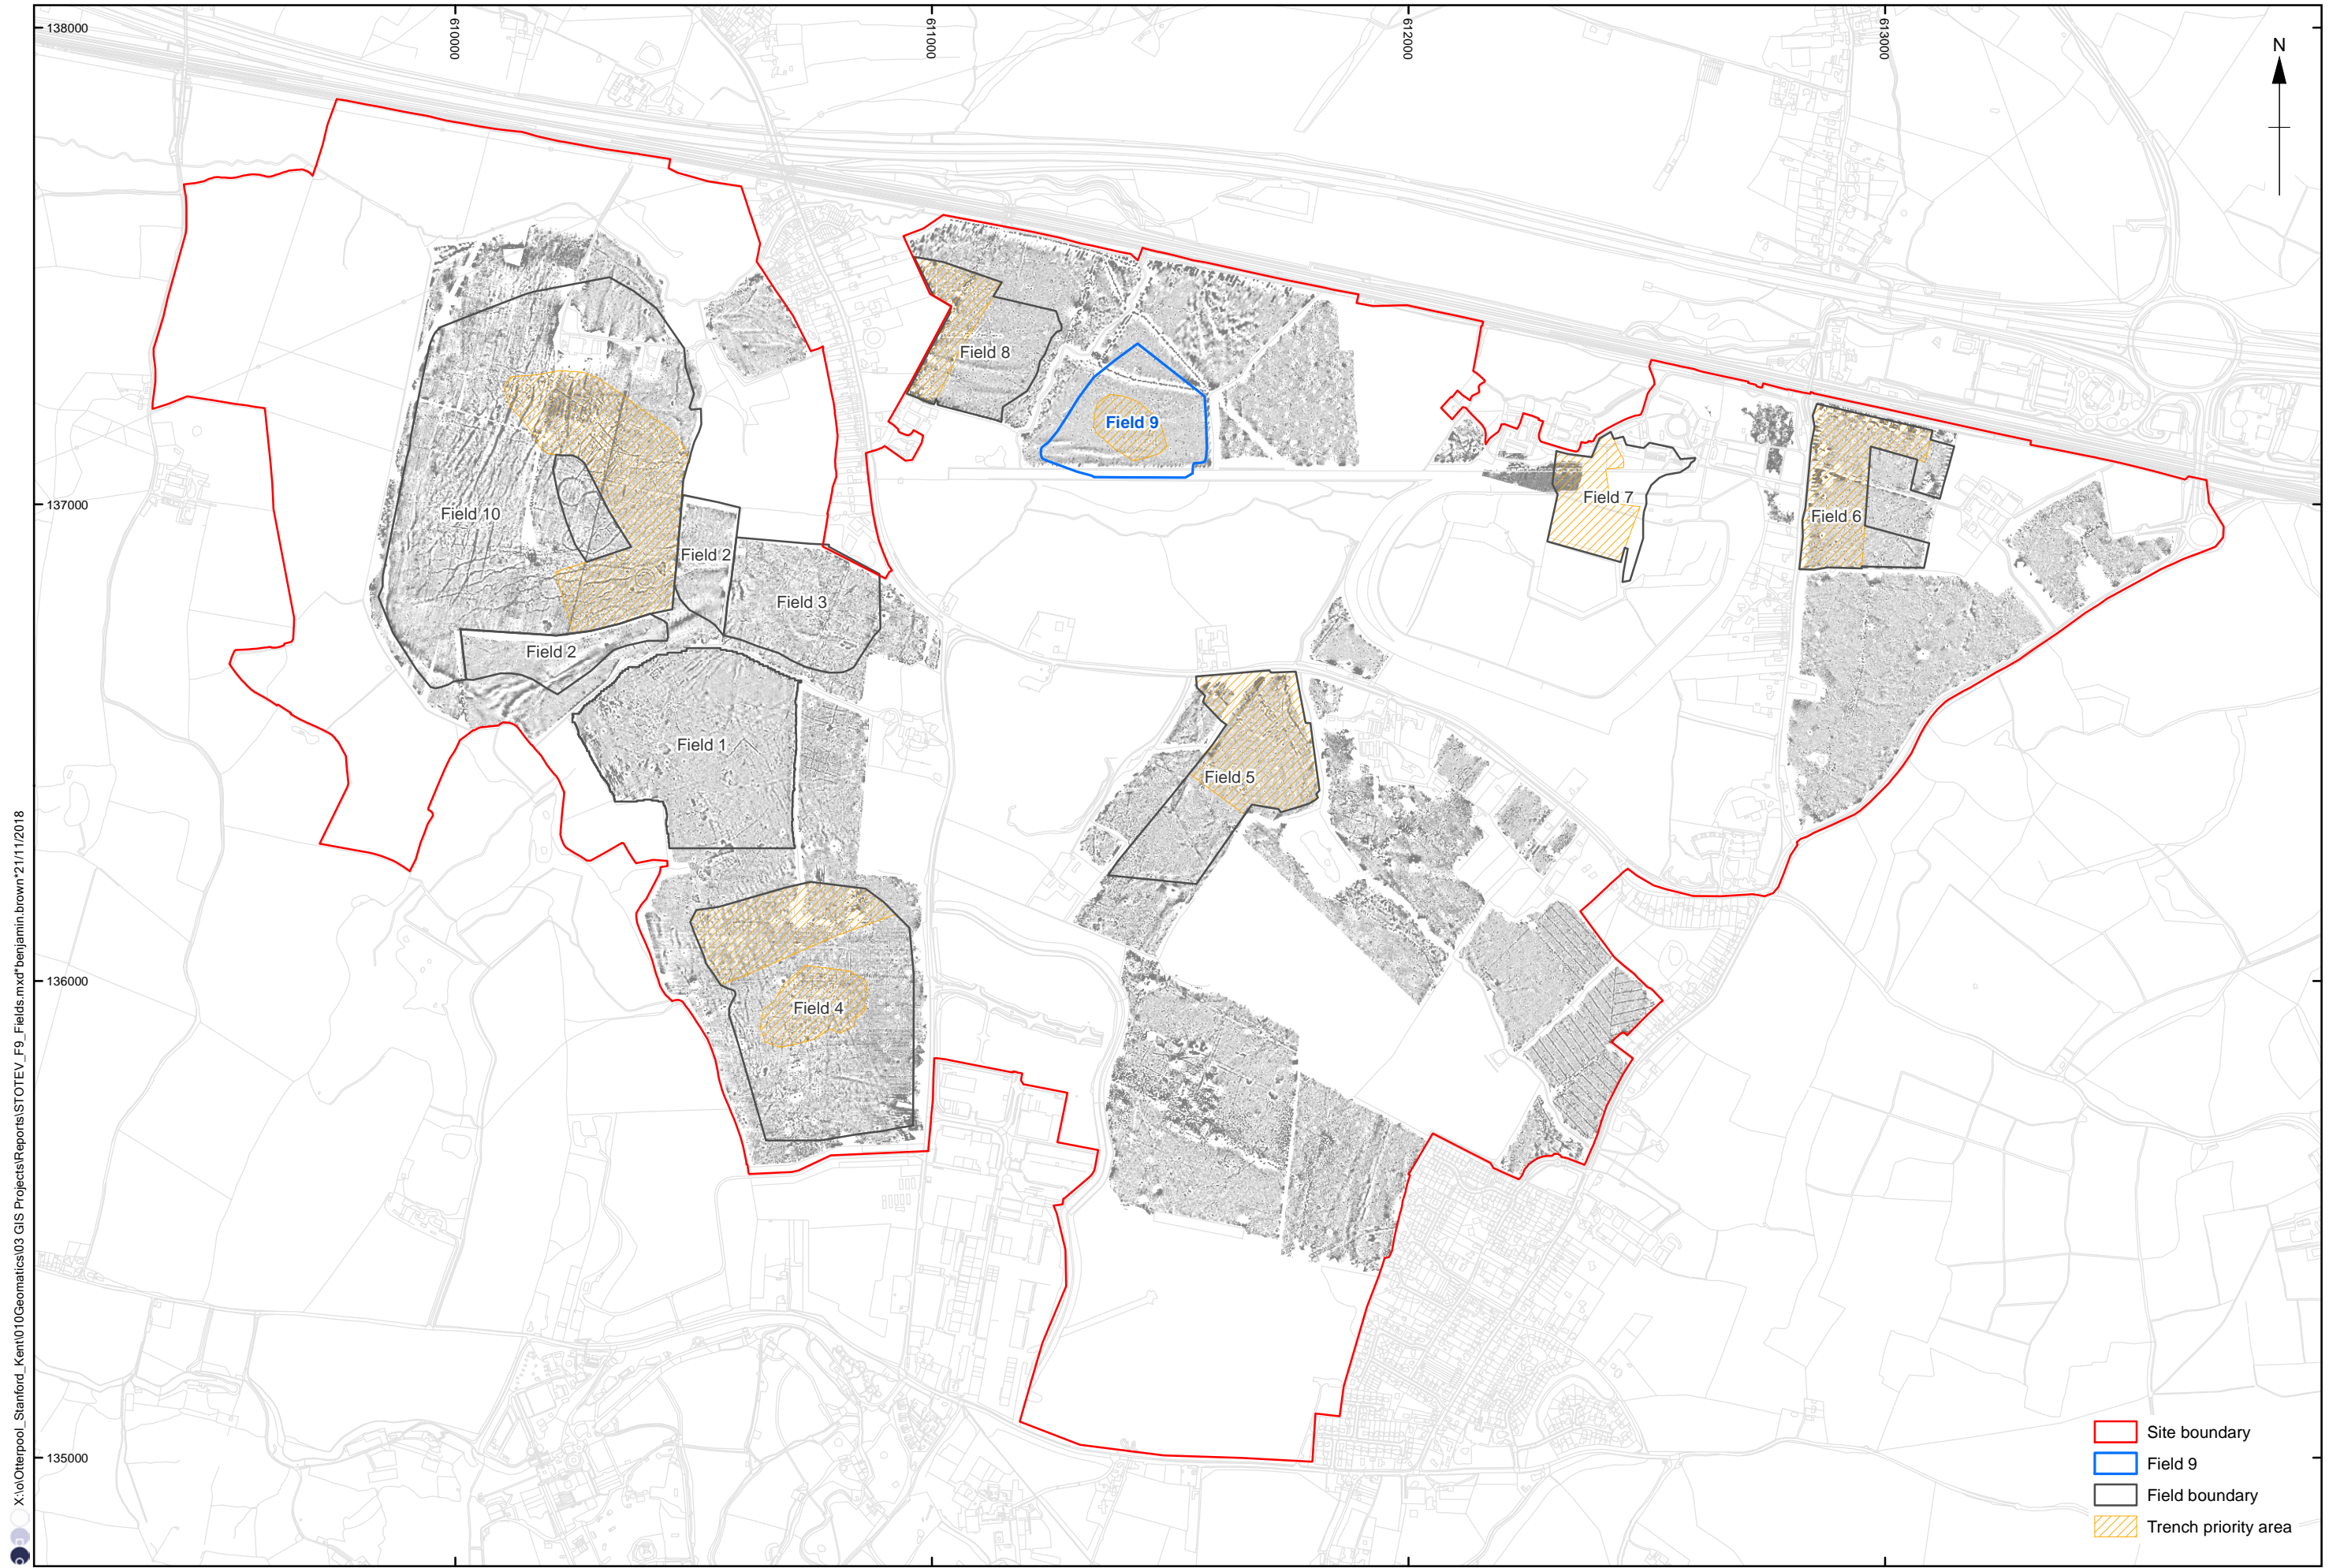 610000
611000
612000
613000
138000
N
Field 8
Field 9
Field 7
137000
Field 10
Field 6
Field 2
Field 3
Field 2
Field 1
Field 5
136000
Field 4
135000
Site boundary
Field 9
Field boundary
Trench priority area
X:\o\Otterpool_Stanford_Kent\010Geomatics\03 GIS Projects\Reports\STOTEV_F9_Fields.mxd*benjamin.brown*21/11/2018